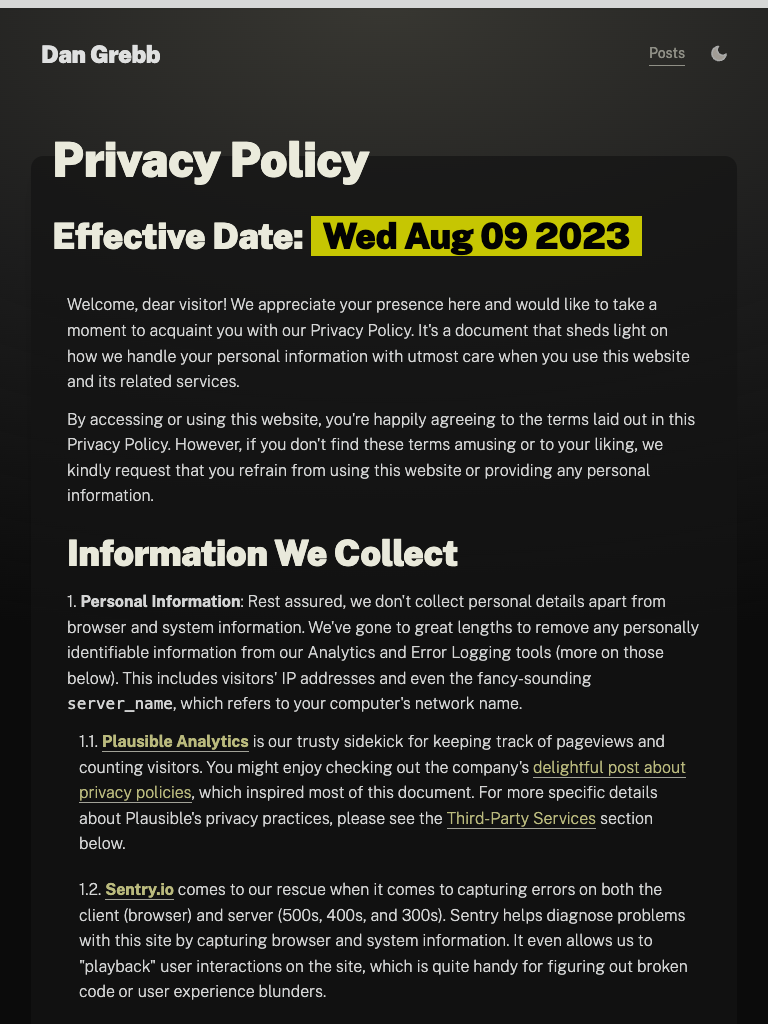 Dan Grebb
Posts
Privacy Policy
Effective Date: Wed Aug 09 2023
Welcome, dear visitor! We appreciate your presence here and would like to take a
moment to acquaint you with our Privacy Policy. It's a document that sheds light on
how we handle your personal information with utmost care when you use this website
and its related services.
By accessing or using this website, you're happily agreeing to the terms laid out in this
Privacy Policy. However, if you don't find these terms amusing or to your liking, we
kindly request that you refrain from using this website or providing any personal
information.
Information We Collect
1. Personal Information: Rest assured, we don't collect personal details apart from
browser and system information. We've gone to great lengths to remove any personally
identifiable information from our Analytics and Error Logging tools (more on those
below). This includes visitors' IP addresses and even the fancy-sounding
server_name, which refers to your computer's network name.
1.1. Plausible Analytics is our trusty sidekick for keeping track of pageviews and
counting visitors. You might enjoy checking out the company's delightful post about
privacy policies, which inspired most of this document. For more specific details
about Plausible's privacy practices, please see the Third-Party Services section
below.
1.2. Sentry.io comes to our rescue when it comes to capturing errors on both the
client (browser) and server (500s, 400s, and 300s). Sentry helps diagnose problems
with this site by capturing browser and system information. It even allows us to
"playback" user interactions on the site, which is quite handy for figuring out broken
code or user experience blunders.